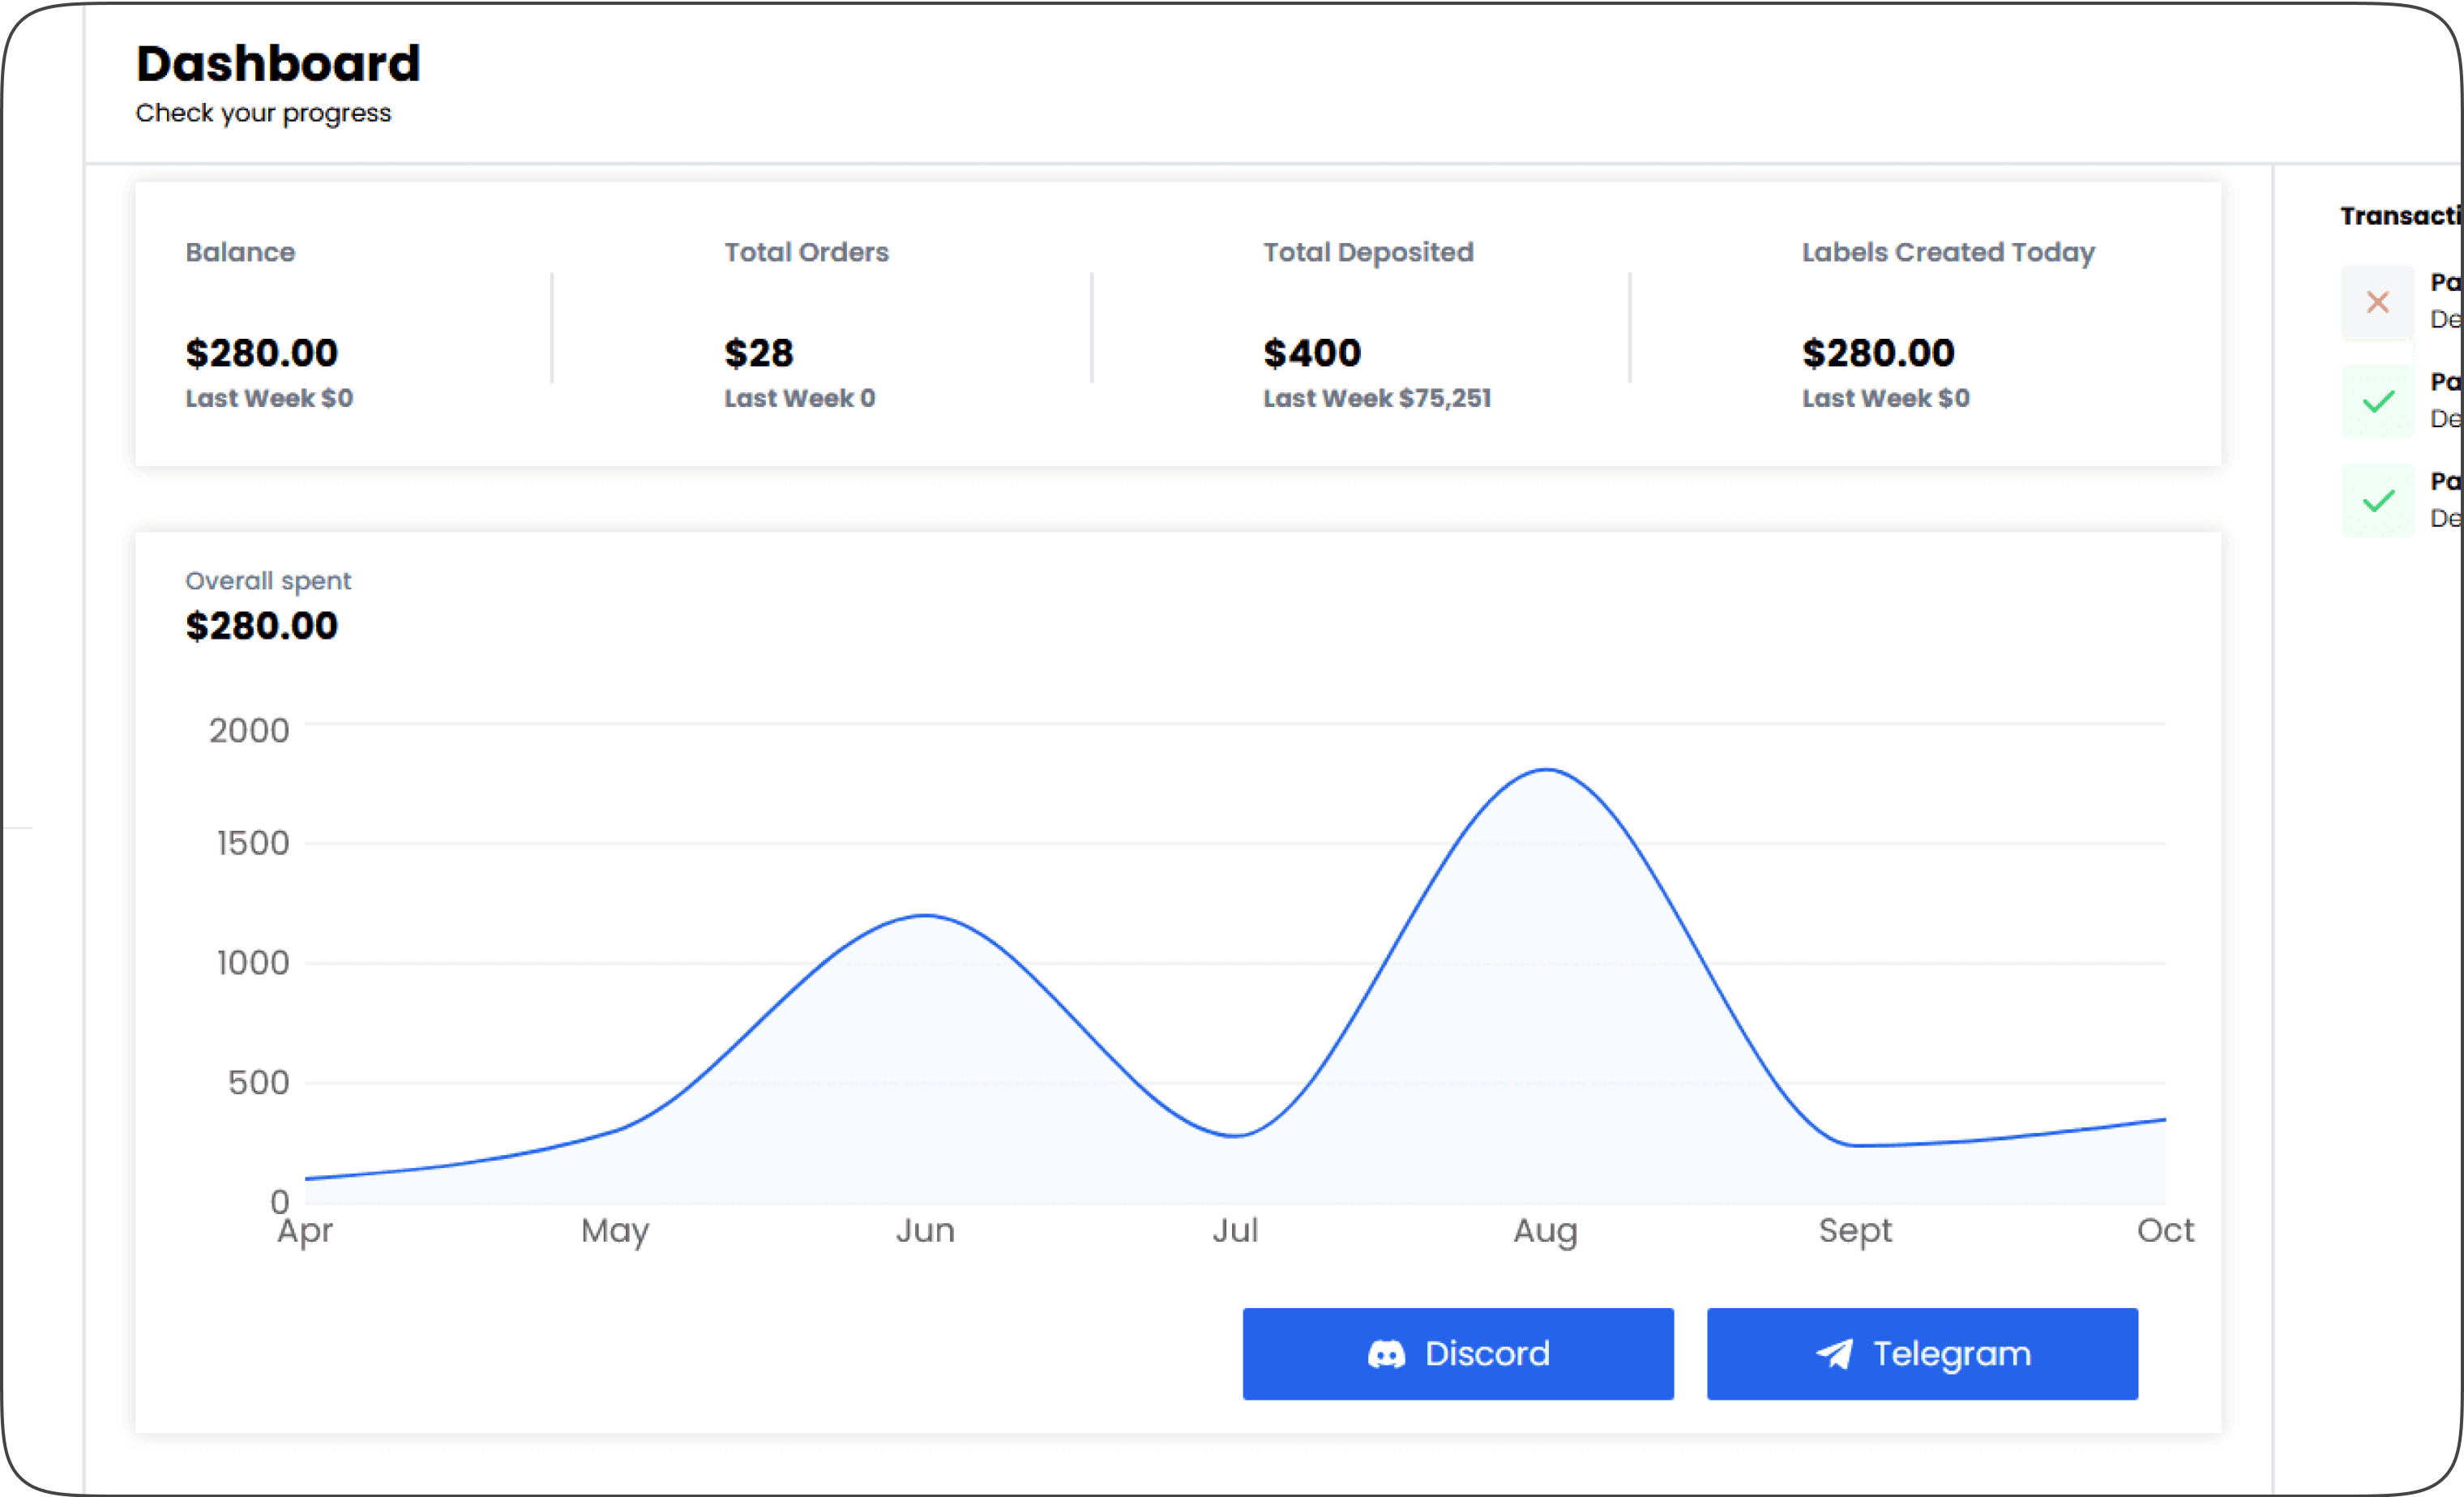 Dashboard
Check your progress
Balance
$280.00
Last Week $0
Total Orders
$28
Last Week 0
Total Deposited
$400
Last Week $75,251
Labels Created Today
$280.00
Last Week $0
Overall spent
$280.00
2000
1500
1000
500
0
Apr May Jun Jul Aug Sept Oct
Discord
Telegram
Transacti
Pa
De
Pa
De
Pa
De